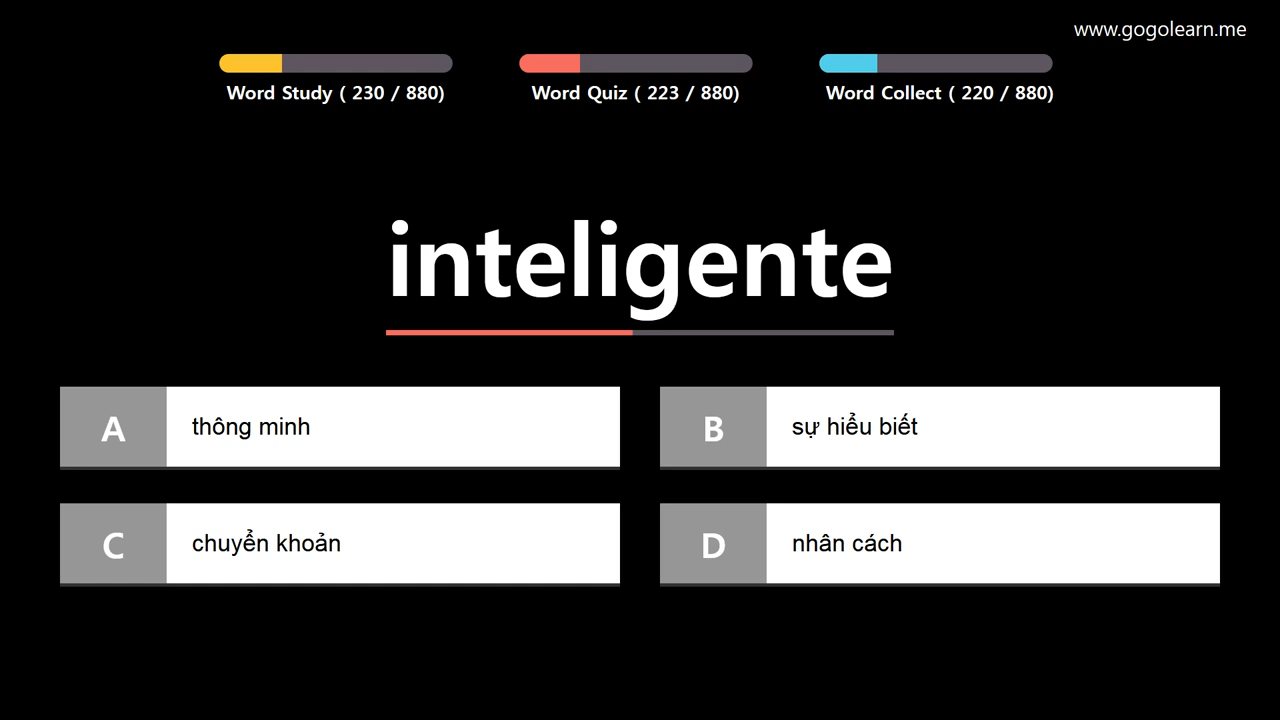 www.gogolearn.me
Word Study ( 230 / 880)
Word Quiz ( 223 / 880)
Word Collect ( 220 / 880)
inteligente
A thông minh
B sự hiểu biết
C chuyển khoản
D nhân cách